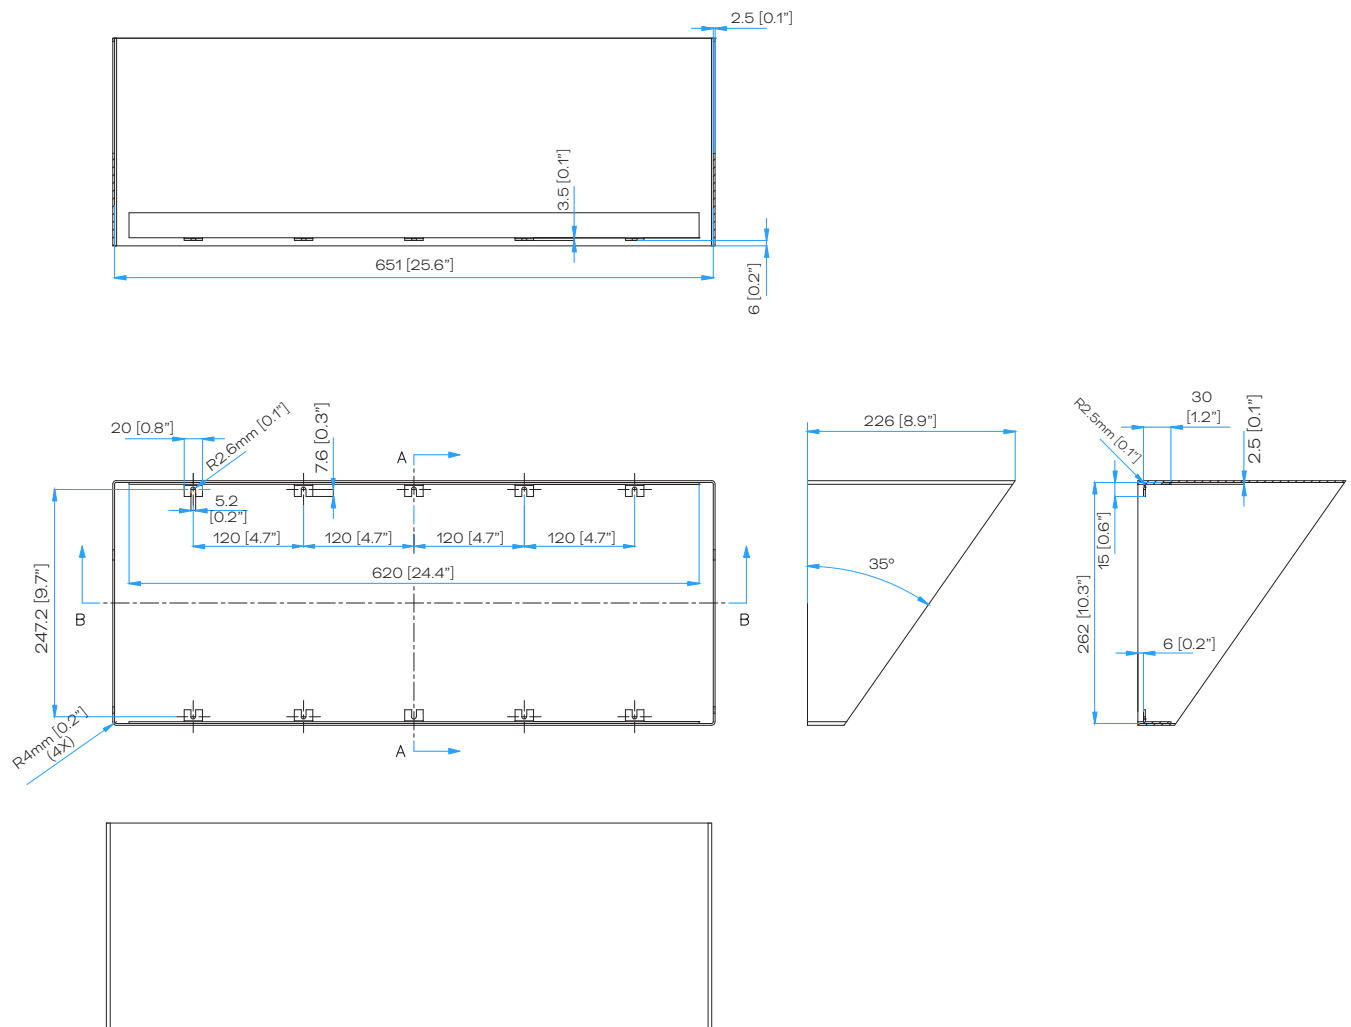 2.5 [0.1”]
3.5 [0.1”]
651 [25.6”]
6 [0.2”]
20 [0.8”]
R2.6mm [0.1”]
7.6 [0.3”]
A
5.2
[0.2”]
120 [4.7”] 120 [4.7”] 120 [4.7”] 120 [4.7”]
620 [24.4”]
247.2 [9.7”]
B
B
R4mm [0.2”]
(4X)
A
226 [8.9”]
35°
R2.5mm [0.1”]
30
[1.2”]
2.5 [0.1”]
15 [0.6”]
262 [10.3”]
6 [0.2”]